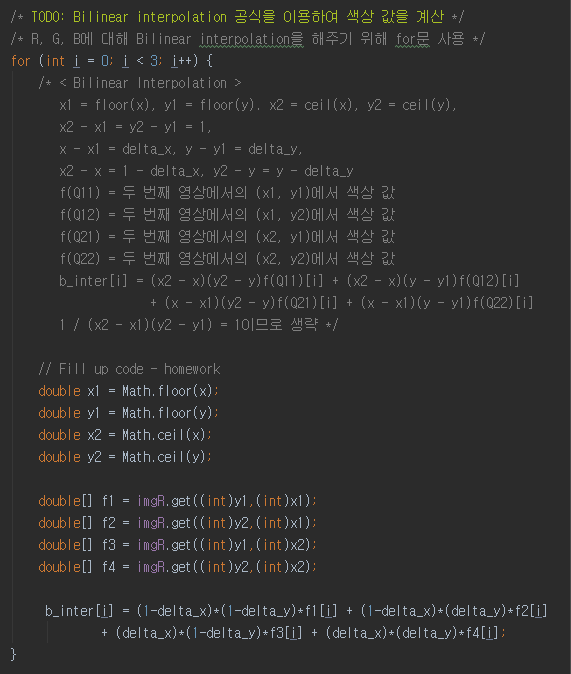 /* TODO: Bilinear interpolation 공식을 이용하여 색상 값을 계산 */
/* R, G, B에 대해 Bilinear interpolation을 해주기 위해 for문 사용 */
for (int i = 0; i < 3; i++) {
/* < Bilinear Interpolation >
x1 = floor(x), y1 = floor(y). x2 = ceil(x), y2 = ceil(y),
x2 - x1 = y2 - y1 = 1,
x - x1 = delta_x, y - y1 = delta_y,
x2 - x = 1 - delta_x, y2 - y = y - delta_y
f(Q11) = 두 번째 영상에서의 (x1, y1)에서 색상 값
f(Q12) = 두 번째 영상에서의 (x1, y2)에서 색상 값
f(Q21) = 두 번째 영상에서의 (x2, y1)에서 색상 값
f(Q22) = 두 번째 영상에서의 (x2, y2)에서 색상 값
b_inter[i] = (x2 - x)(y2 - y)f(Q11)[i] + (x2 - x)(y - y1)f(Q12)[i]
+ (x - x1)(y2 - y)f(Q21)[i] + (x - x1)(y - y1)f(Q22)[i]
1 / (x2 - x1)(y2 - y1) = 1이므로 생략 */
// Fill up code - homework
double x1 = Math.floor(x);
double y1 = Math.floor(y);
double x2 = Math.ceil(x);
double y2 = Math.ceil(y);
double[] f1 = imgR.get((int)y1,(int)x1);
double[] f2 = imgR.get((int)y2,(int)x1);
double[] f3 = imgR.get((int)y1,(int)x2);
double[] f4 = imgR.get((int)y2,(int)x2);
b_inter[i] = (1-delta_x)*(1-delta_y)*f1[i] + (1-delta_x)*(delta_y)*f2[i]
+ (delta_x)*(1-delta_y)*f3[i] + (delta_x)*(delta_y)*f4[i];
}